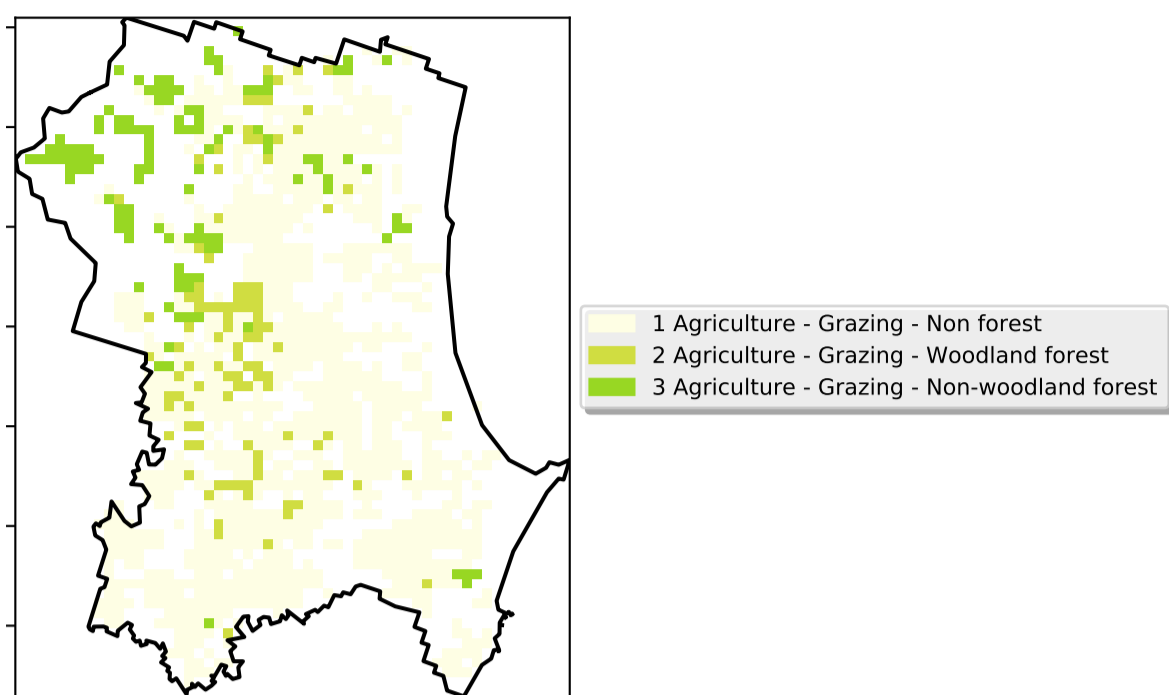 1 Agriculture - Grazing - Non forest
2 Agriculture - Grazing - Woodland forest
3 Agriculture - Grazing - Non-woodland forest